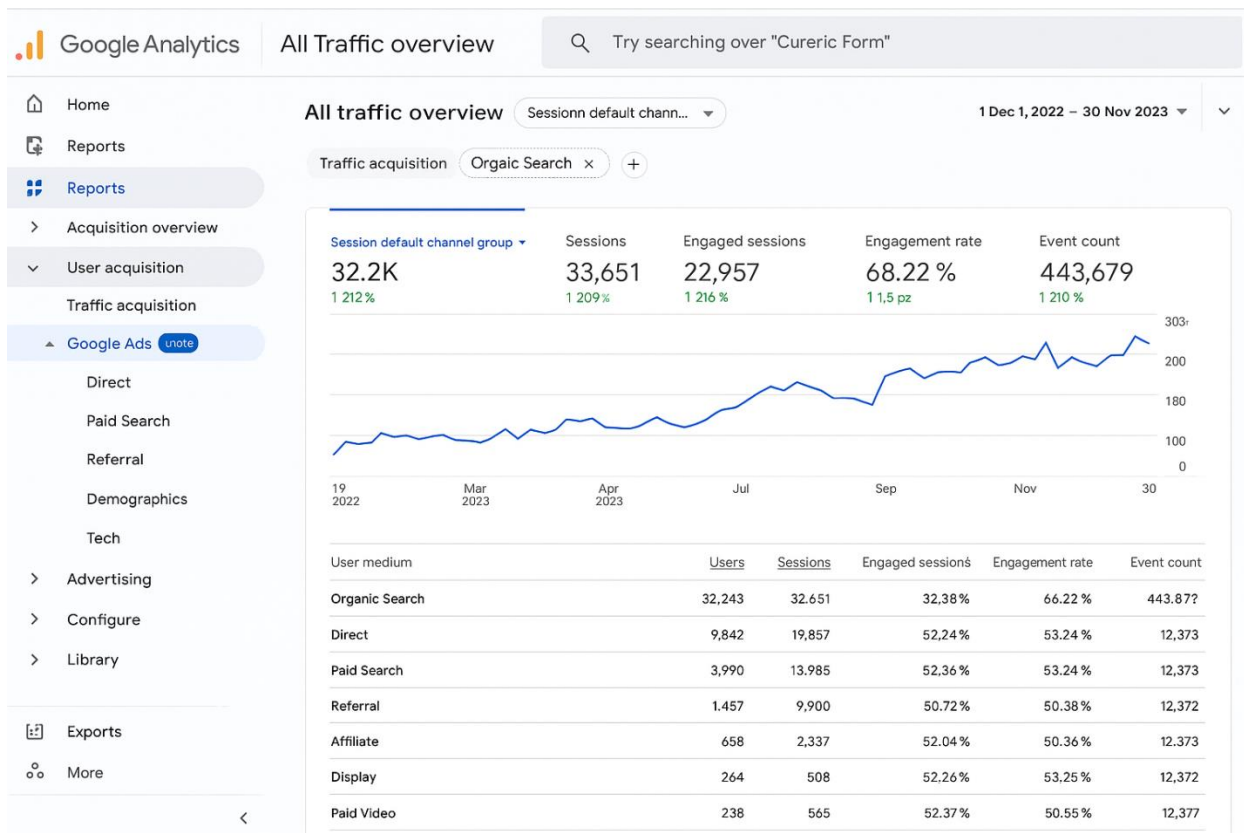 Google Analytics All Traffic overview Try searching over "Cureric Form"
Home
Reports
Reports
Acquisition overview
User acquisition
Traffic acquisition
Google Ads unote
Direct
Paid Search
Referral
Demographics
Tech
Advertising
Configure
Library
Exports
More
All traffic overview Sessionn default chann... 1 Dec 1, 2022 – 30 Nov 2023
Traffic acquisition Orgaic Search × +
Session default channel group Sessions Engaged sessions Engagement rate Event count
32.2K 33,651 22,957 68.22 % 443,679
1 212 % 1 209 % 1 216 % 1 1,5 pz 1 210 %
303r
200
180
100
0
19 Mar Apr Jul Sep Nov 30
2022 2023 2023
User medium Users Sessions Engaged sessions Engagement rate Event count
Organic Search 32,243 32.651 32,38% 66.22 % 443.87?
Direct 9,842 19,857 52,24 % 53.24 % 12,373
Paid Search 3,990 13.985 52,36 % 53.24 % 12,373
Referral 1.457 9,900 50.72 % 50.38 % 12,372
Affiliate 658 2,337 52.04 % 50.36 % 12.373
Display 264 508 52,26 % 53.25 % 12,372
Paid Video 238 565 52.37 % 50.55 % 12,377